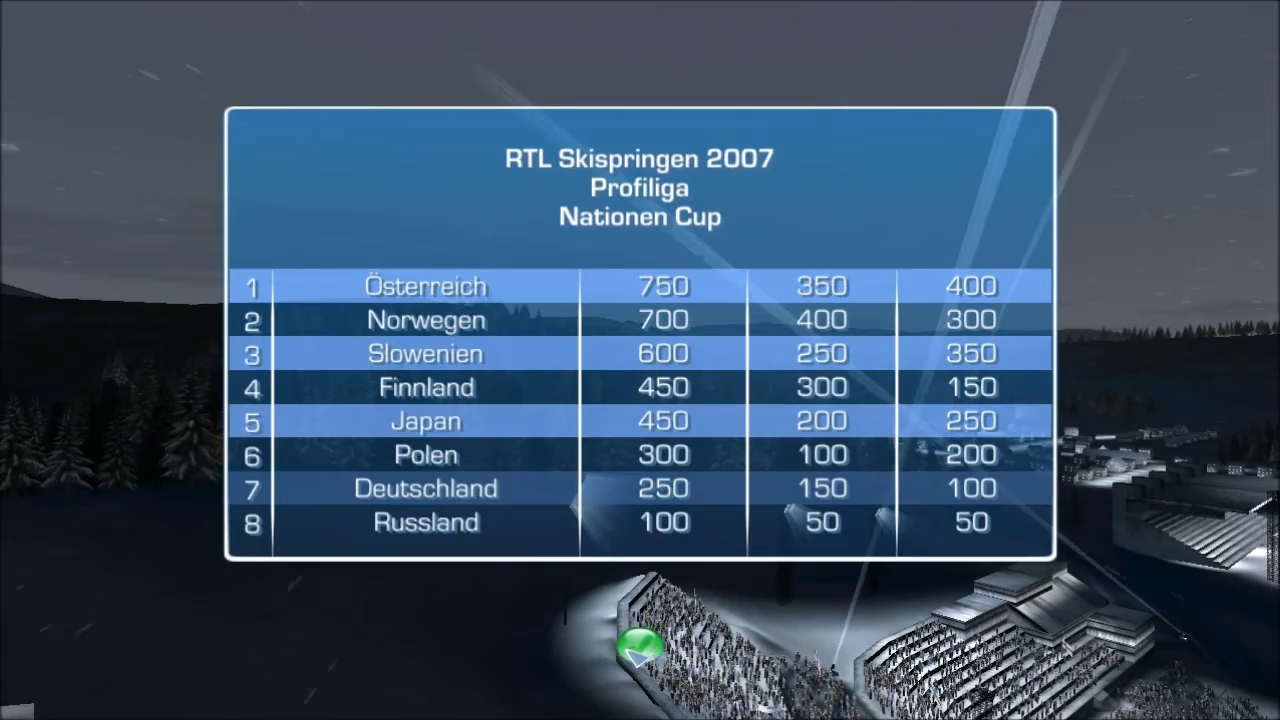 RTL Skispringen 2007
Profiliga
Nationen Cup
1 Österreich 750 350 400
2 Norwegen 700 400 300
3 Slowenien 600 250 350
4 Finnland 450 300 150
5 Japan 450 200 250
6 Polen 300 100 200
7 Deutschland 250 150 100
8 Russland 100 50 50